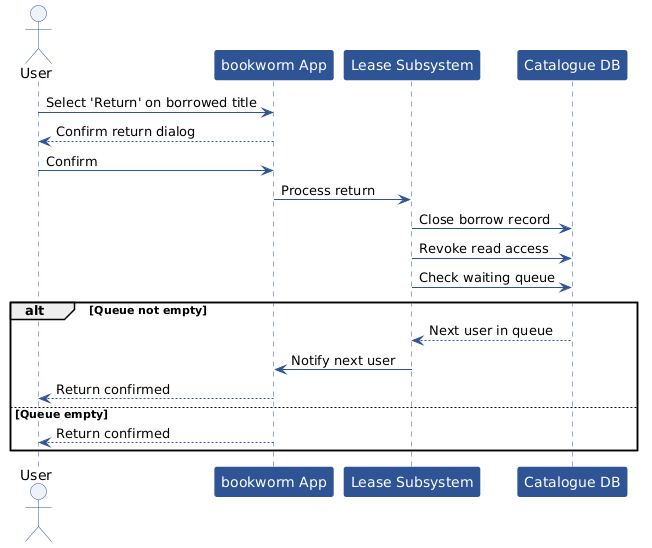 User
bookworm App
Lease Subsystem
Catalogue DB
Select 'Return' on borrowed title
Confirm return dialog
Confirm
Process return
Close borrow record
Revoke read access
Check waiting queue
alt
[Queue not empty]
Next user in queue
Notify next user
Return confirmed
[Queue empty]
Return confirmed
User
bookworm App
Lease Subsystem
Catalogue DB